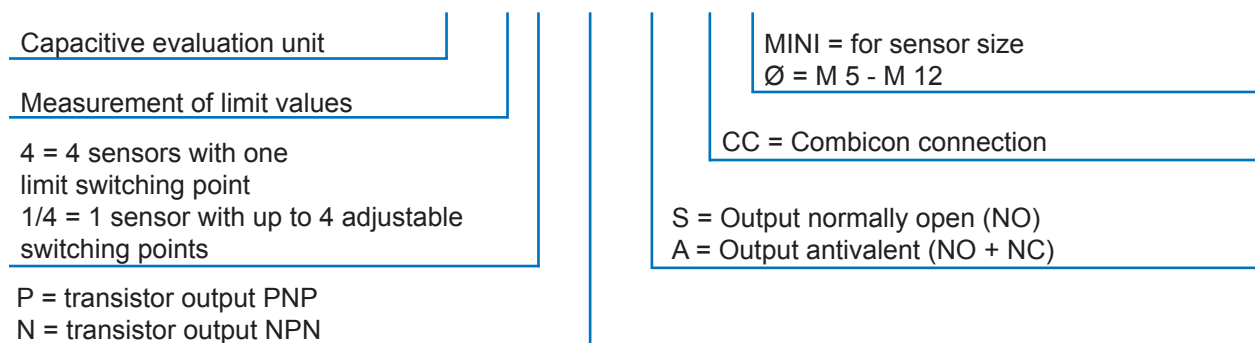 Capacitive evaluation unit
Measurement of limit values
4 = 4 sensors with one
limit switching point
1/4 = 1 sensor with up to 4 adjustable
switching points
P = transistor output PNP
N = transistor output NPN
MINI = for sensor size
Ø = M 5 - M 12
CC = Combicon connection
S = Output normally open (NO)
A = Output antivalent (NO + NC)